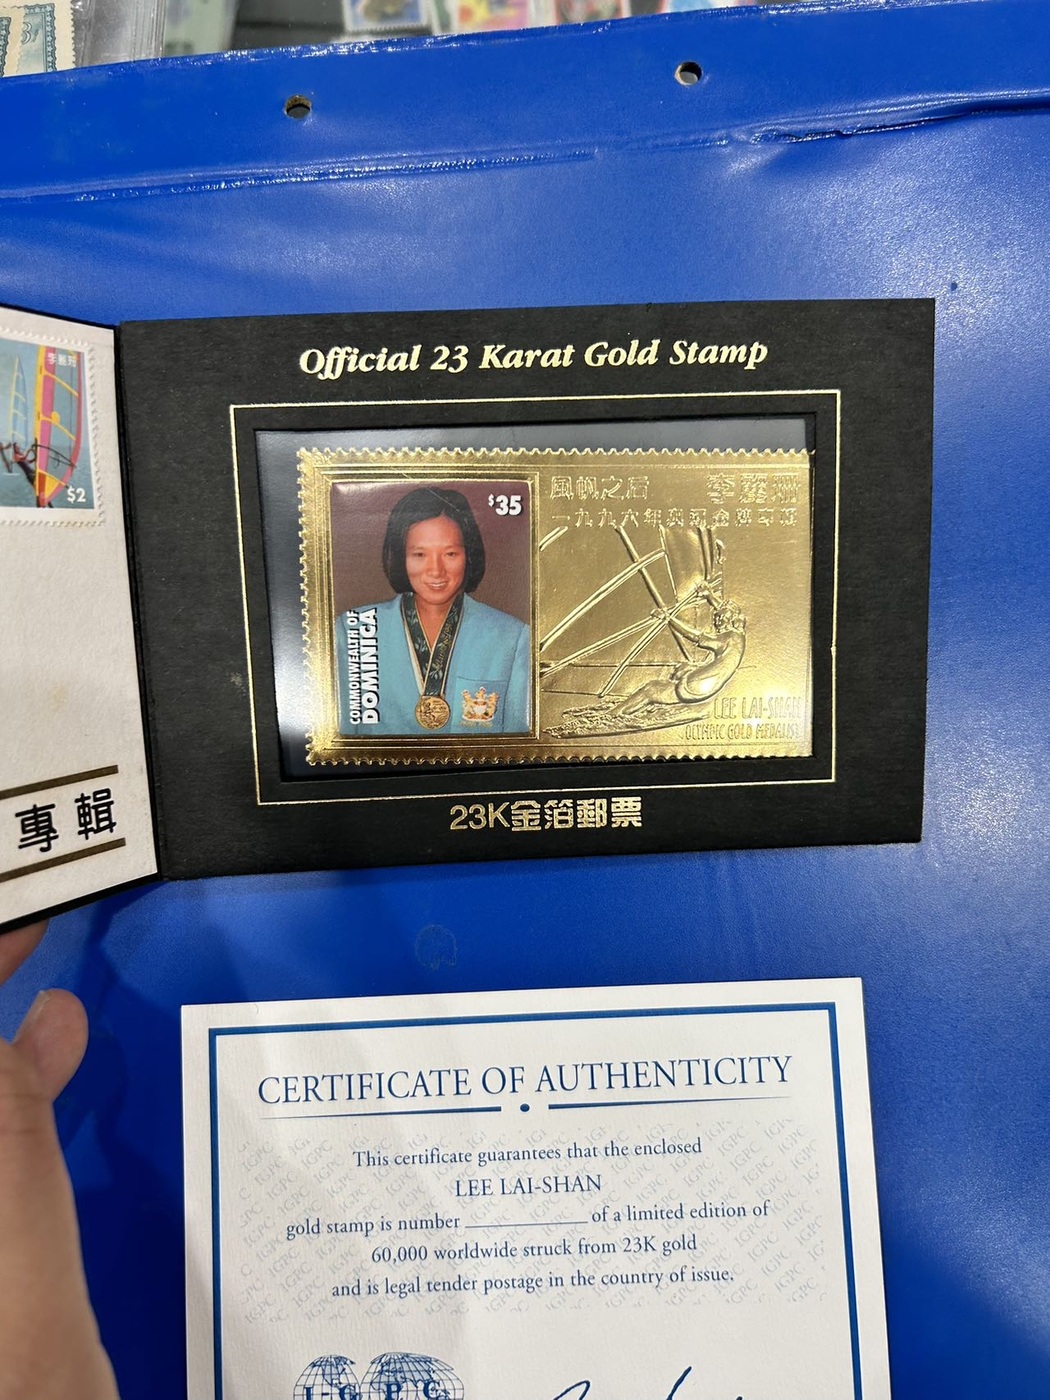 李麗珊
$2
專輯
Official 23 Karat Gold Stamp
$35
COMMONWEALTH OF
DOMINICA
風帆之后 李麗珊
一九九六年奧運金牌得主
LEE LAI-SHAN
OLYMPIC GOLD MEDALIST
23K金箔郵票
CERTIFICATE OF AUTHENTICITY
This certificate guarantees that the enclosed
LEE LAI-SHAN
gold stamp is number __________ of a limited edition of
60,000 worldwide struck from 23K gold
and is legal tender postage in the country of issue.
I·G·P·C·